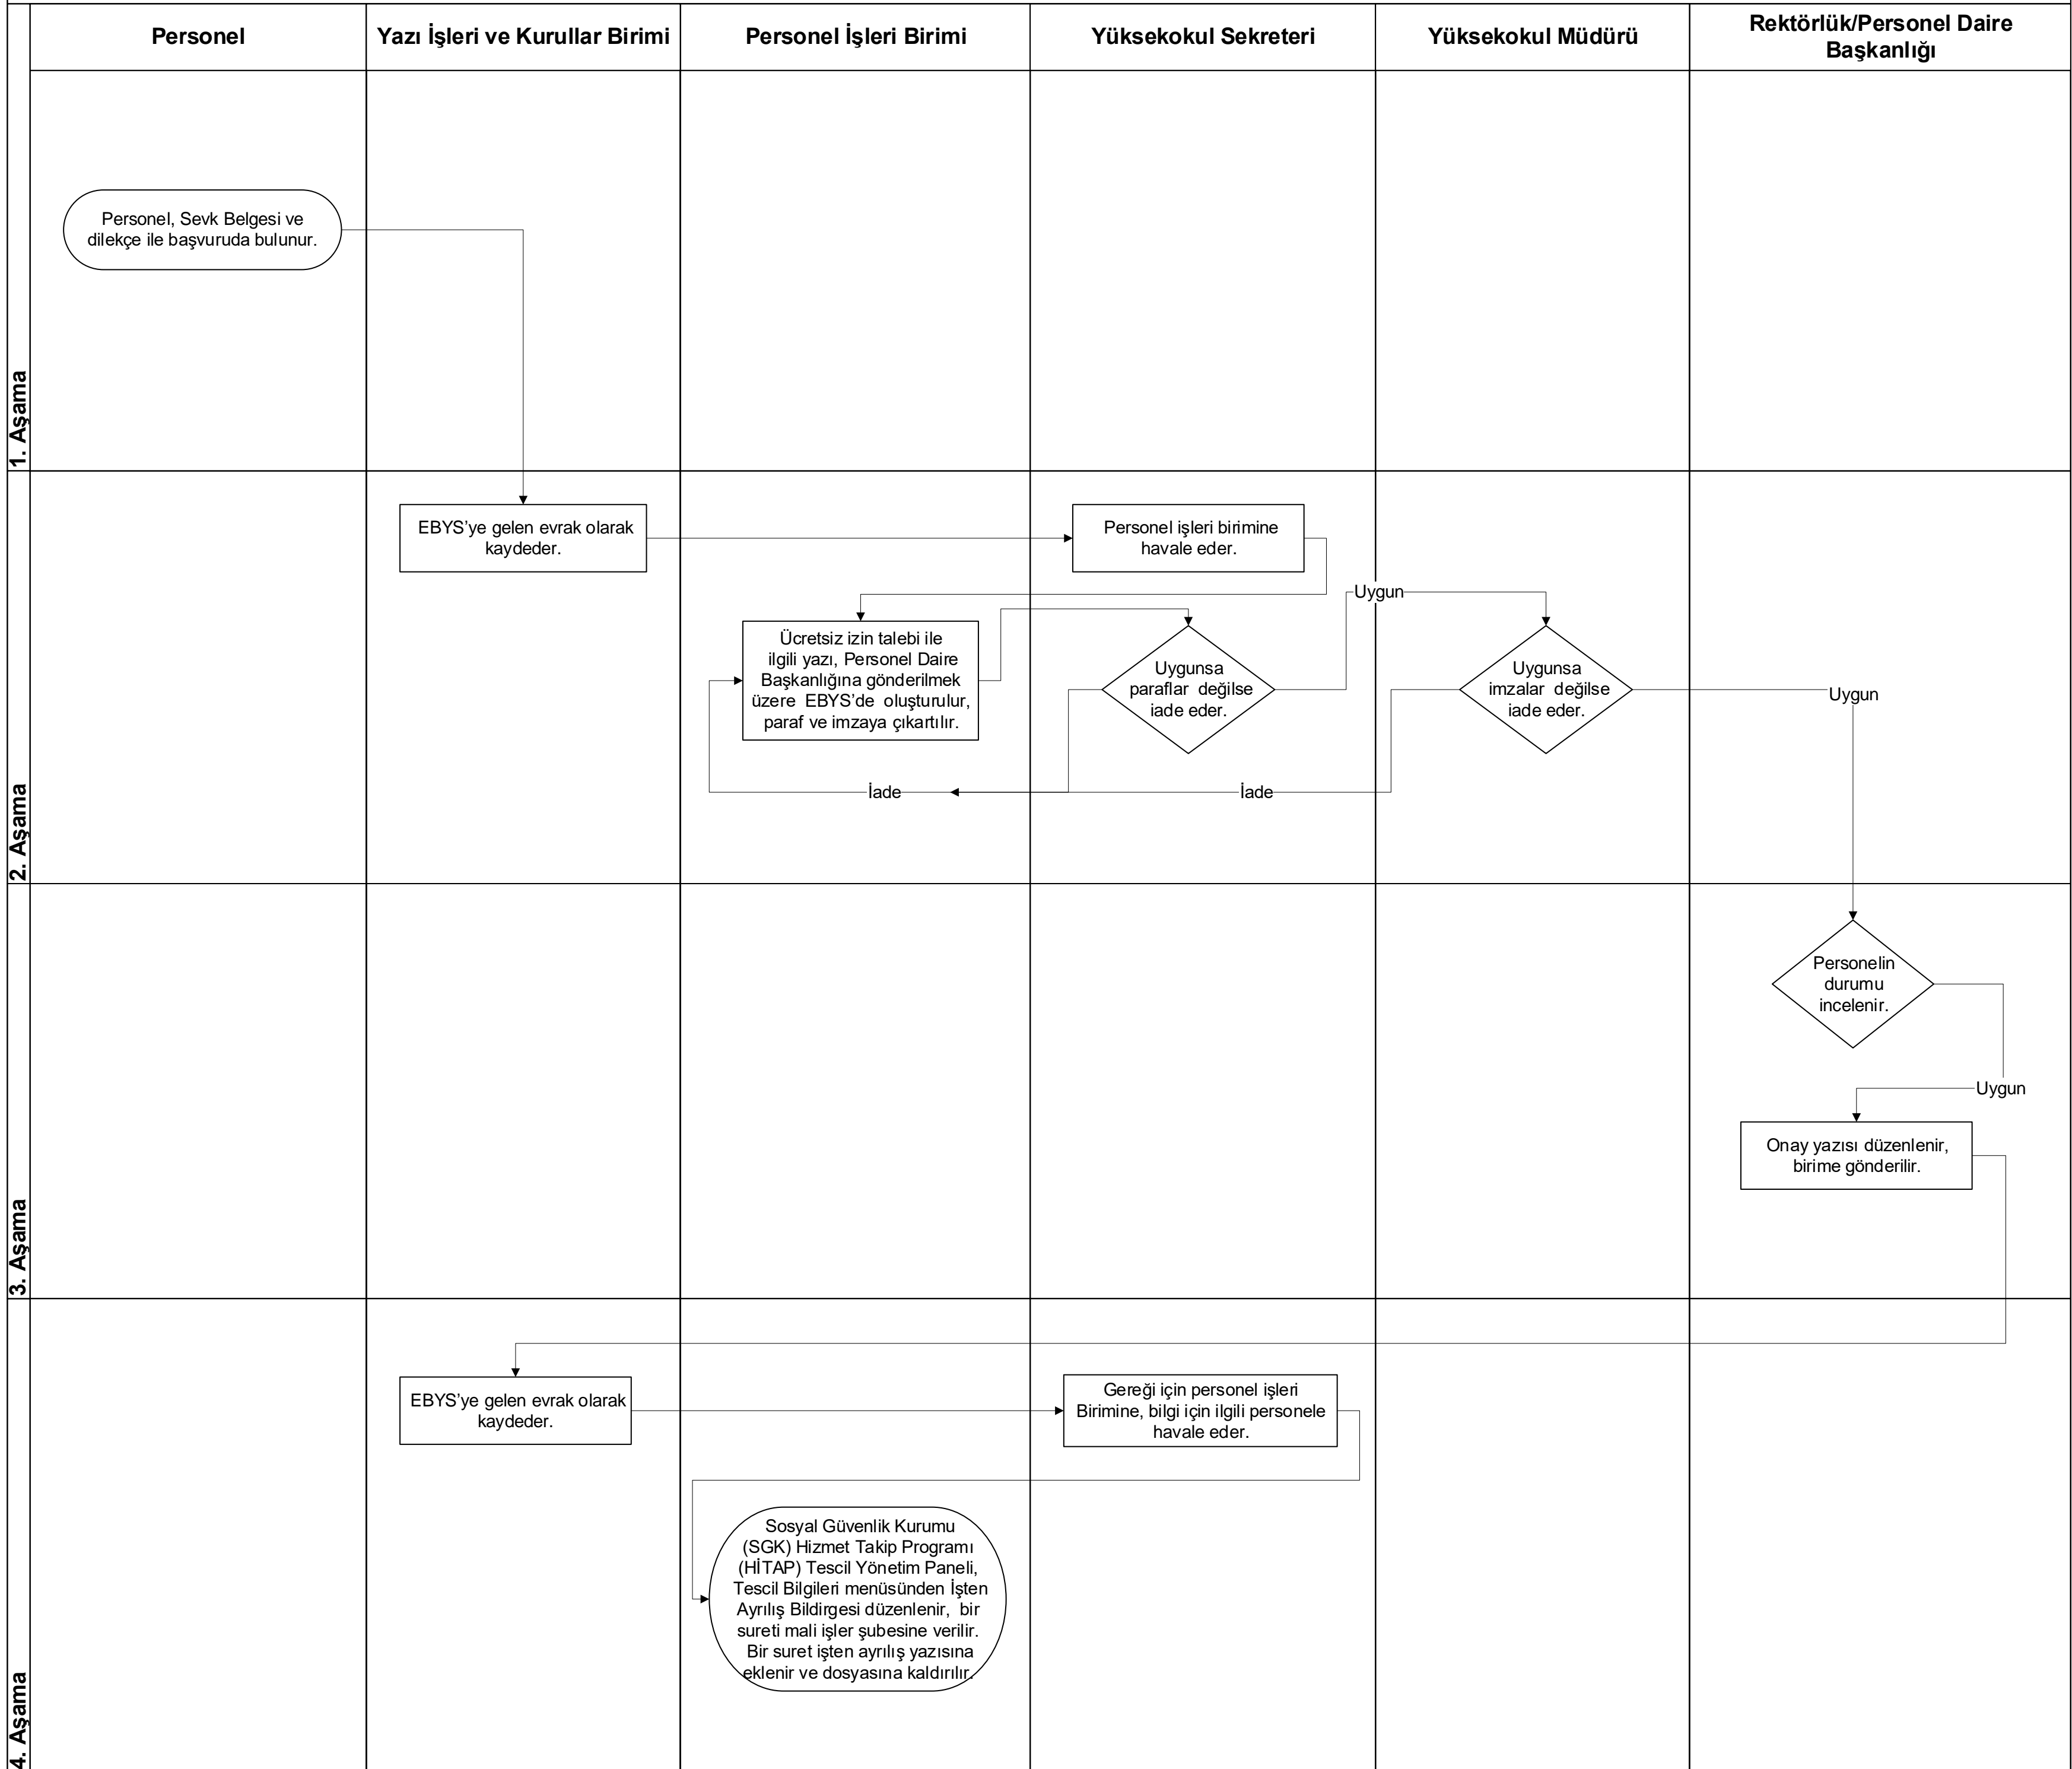 Personel
Yazı İşleri ve Kurullar Birimi
Personel İşleri Birimi
Yüksekokul Sekreteri
Yüksekokul Müdürü
Rektörlük/Personel Daire
Başkanlığı
1. Aşama
Personel, Sevk Belgesi ve
dilekçe ile başvuruda bulunur.
2. Aşama
EBYS’ye gelen evrak olarak
kaydeder.
Personel işleri birimine
havale eder.
Ücretsiz izin talebi ile
ilgili yazı, Personel Daire
Başkanlığına gönderilmek
üzere EBYS’de oluşturulur,
paraf ve imzaya çıkartılır.
Uygunsa
paraflar değilse
iade eder.
Uygun
Uygunsa
imzalar değilse
iade eder.
Uygun
İade
İade
3. Aşama
Personelin
durumu
incelenir.
Uygun
Onay yazısı düzenlenir,
birime gönderilir.
4. Aşama
EBYS’ye gelen evrak olarak
kaydeder.
Gereği için personel işleri
Birimine, bilgi için ilgili personele
havale eder.
Sosyal Güvenlik Kurumu
(SGK) Hizmet Takip Programı
(HİTAP) Tescil Yönetim Paneli,
Tescil Bilgileri menüsünden İşten
Ayrılış Bildirgesi düzenlenir, bir
sureti mali işler şubesine verilir.
Bir suret işten ayrılış yazısına
eklenir ve dosyasına kaldırılır.